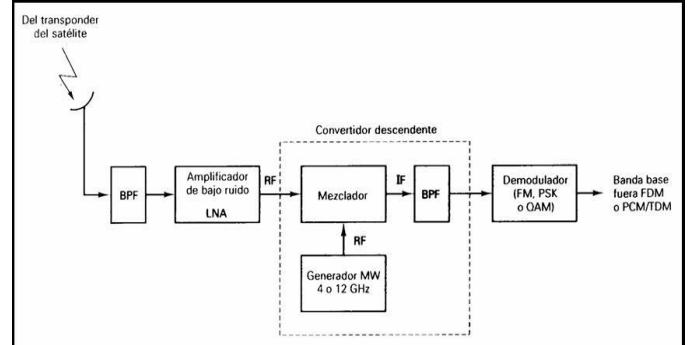 Del transponder
del satélite
Convertidor descendente
BPF
Amplificador
de bajo ruido
LNA
RF
Mezclador
IF
BPF
Demodulador
(FM, PSK
o QAM)
Banda base
fuera FDM
o PCM/TDM
RF
Generador MW
4 o 12 GHz